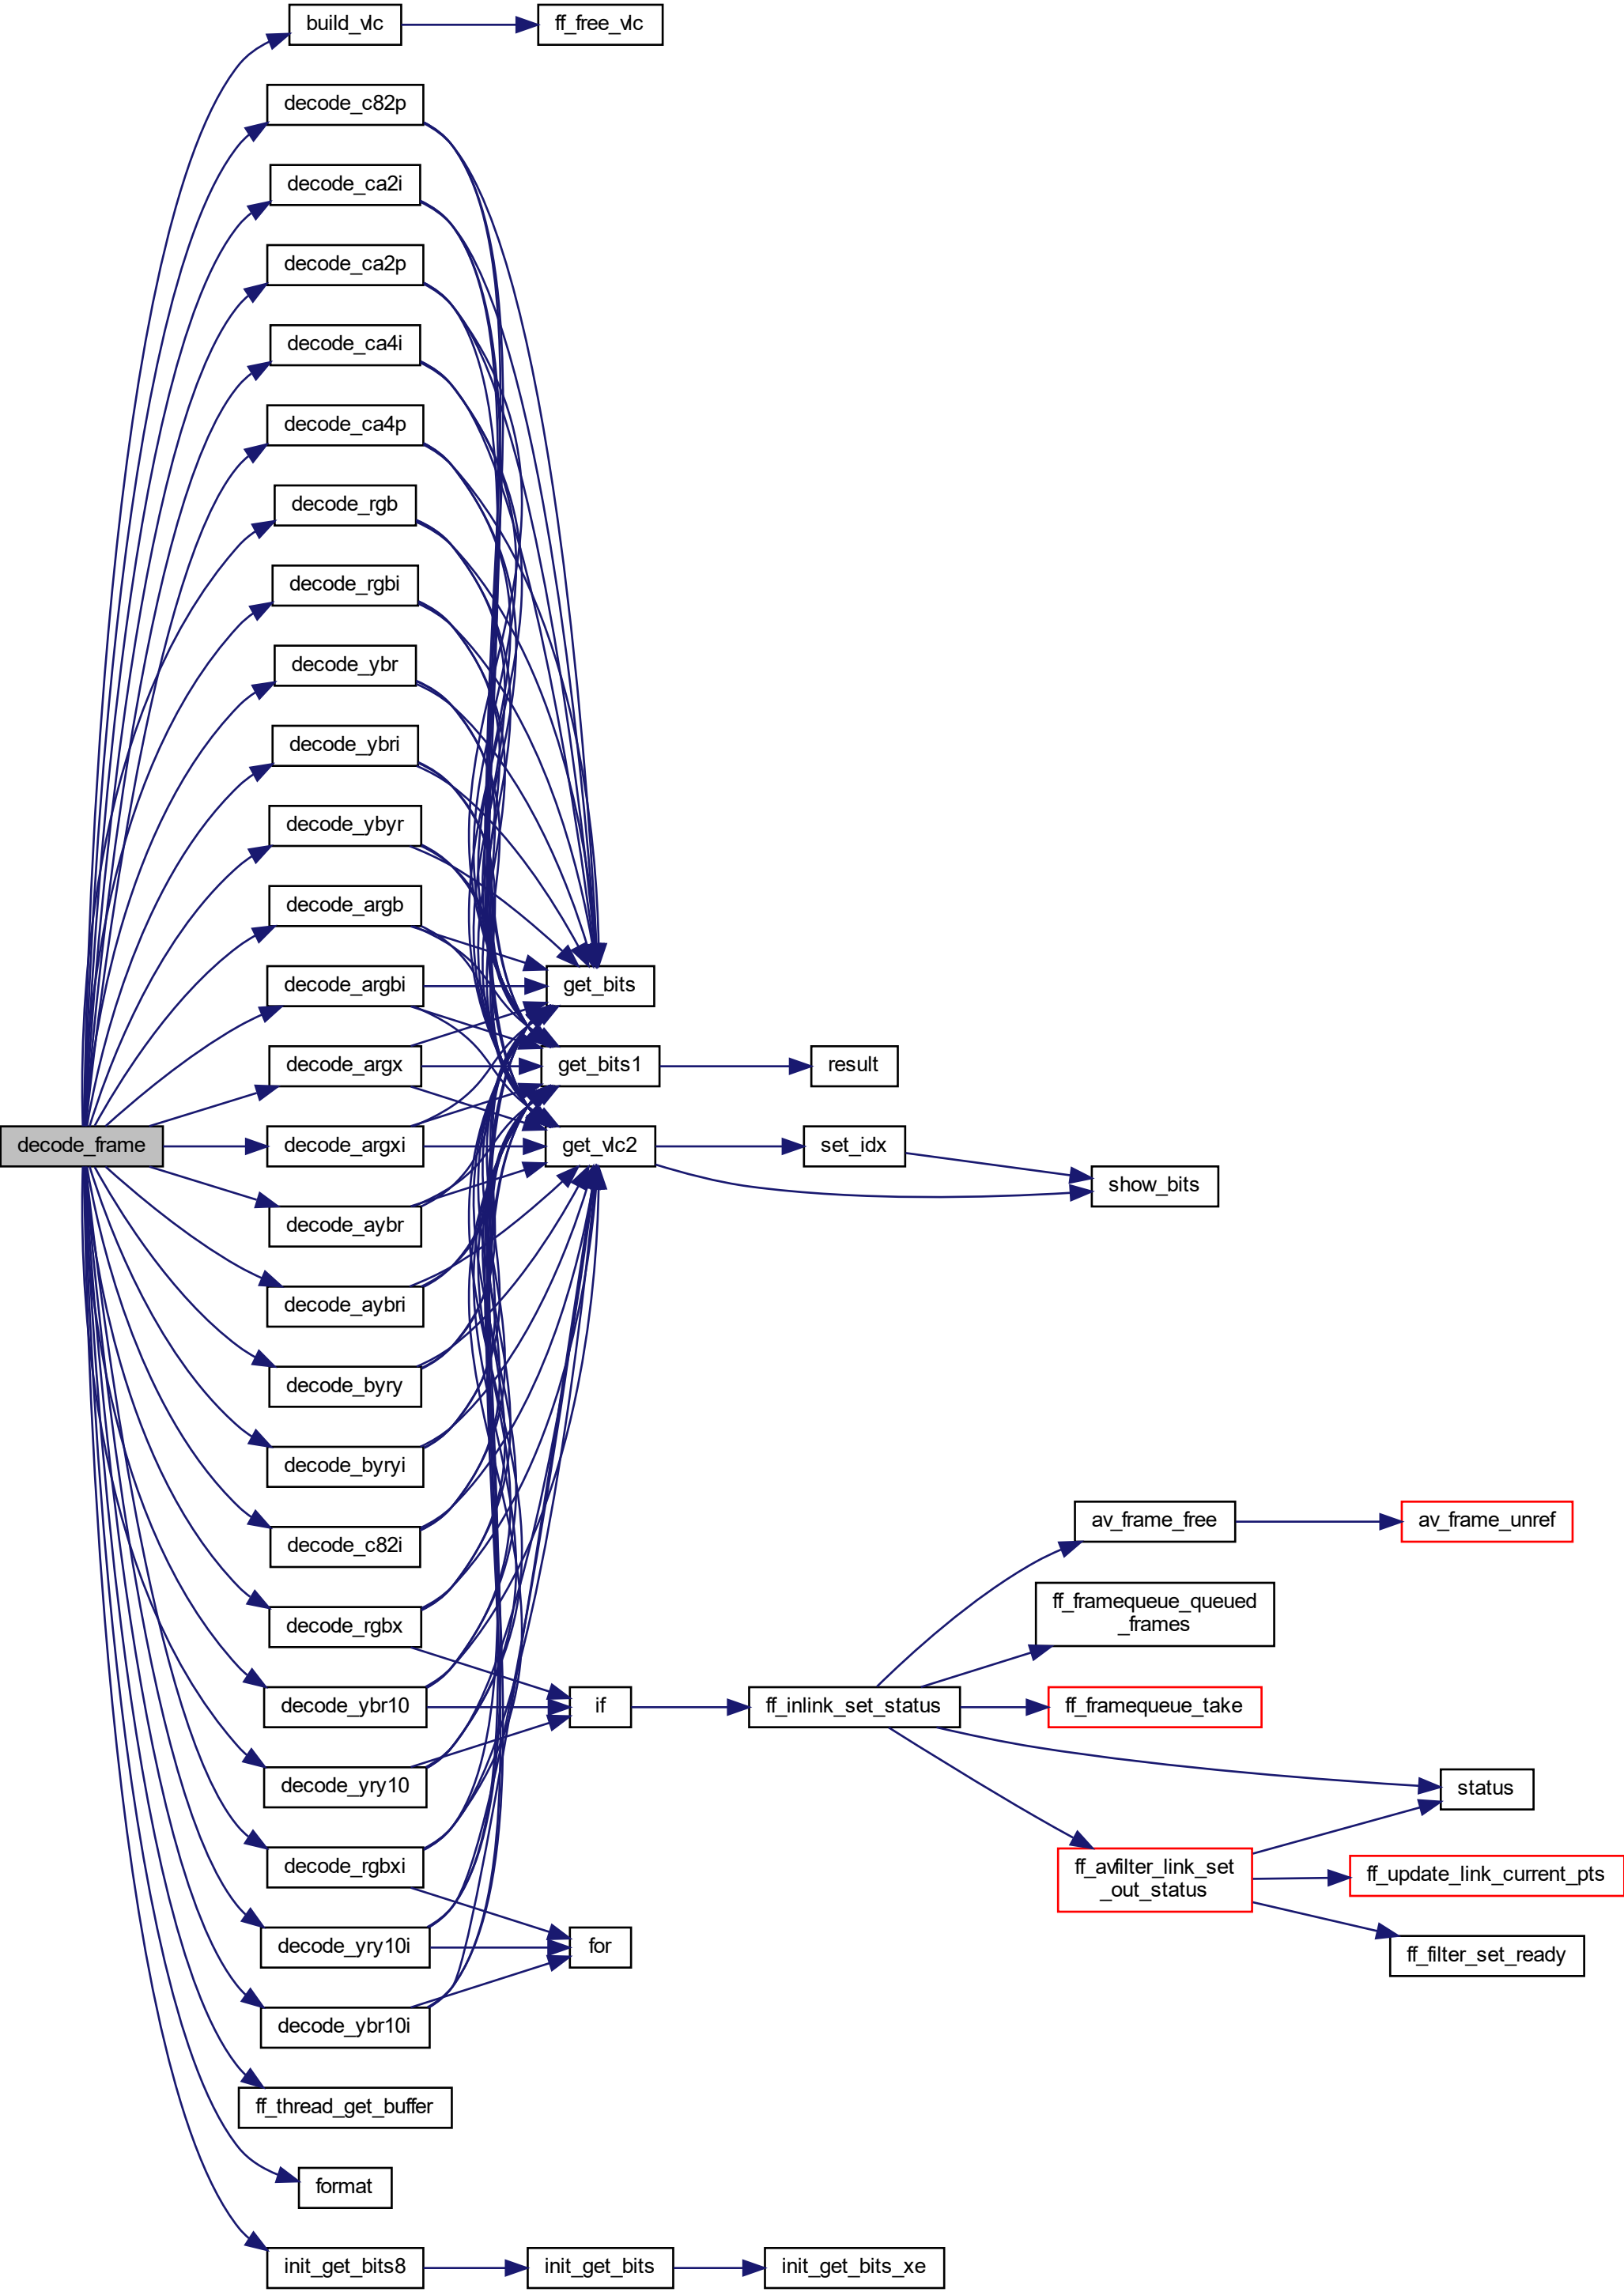 build_vlc
ff_free_vlc
decode_c82p
decode_ca2i
decode_ca2p
decode_ca4i
decode_ca4p
decode_rgb
decode_rgbi
decode_ybr
decode_ybri
decode_ybyr
decode_argb
decode_argbi
get_bits
decode_argx
get_bits1
result
decode_frame
decode_argxi
get_vlc2
set_idx
show_bits
decode_aybr
decode_aybri
decode_byry
decode_byryi
decode_c82i
av_frame_free
av_frame_unref
decode_rgbx
ff_framequeue_queued
_frames
decode_ybr10
if
ff_inlink_set_status
ff_framequeue_take
decode_yry10
status
decode_rgbxi
ff_avfilter_link_set
_out_status
ff_update_link_current_pts
decode_yry10i
for
ff_filter_set_ready
decode_ybr10i
ff_thread_get_buffer
format
init_get_bits8
init_get_bits
init_get_bits_xe